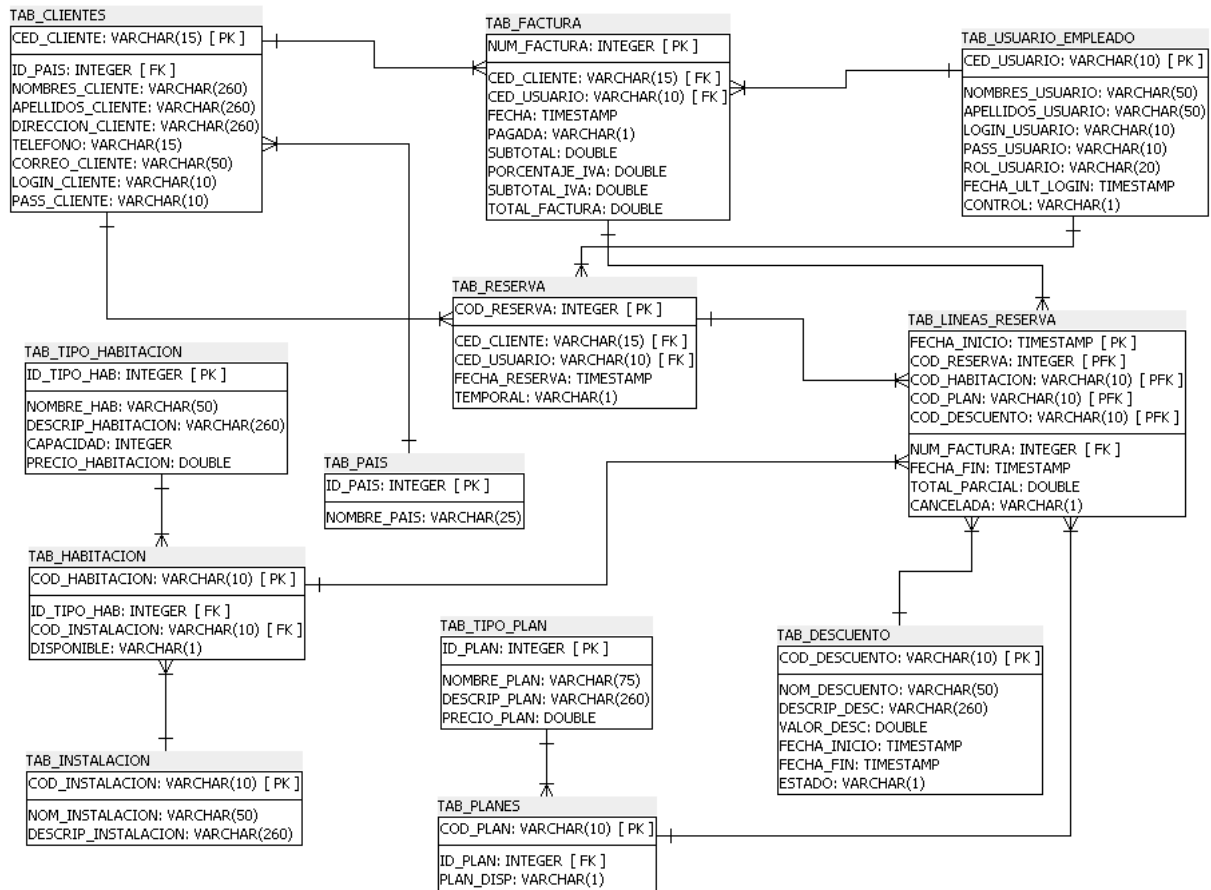 TAB_CLIENTES
CED_CLIENTE: VARCHAR(15) [ PK ]
ID_PAIS: INTEGER [ FK ]
NOMBRES_CLIENTE: VARCHAR(260)
APELLIDOS_CLIENTE: VARCHAR(260)
DIRECCION_CLIENTE: VARCHAR(260)
TELEFONO: VARCHAR(15)
CORREO_CLIENTE: VARCHAR(50)
LOGIN_CLIENTE: VARCHAR(10)
PASS_CLIENTE: VARCHAR(10)
TAB_FACTURA
NUM_FACTURA: INTEGER [ PK ]
CED_CLIENTE: VARCHAR(15) [ FK ]
CED_USUARIO: VARCHAR(10) [ FK ]
FECHA: TIMESTAMP
PAGADA: VARCHAR(1)
SUBTOTAL: DOUBLE
PORCENTAJE_IVA: DOUBLE
SUBTOTAL_IVA: DOUBLE
TOTAL_FACTURA: DOUBLE
TAB_USUARIO_EMPLEADO
CED_USUARIO: VARCHAR(10) [ PK ]
NOMBRES_USUARIO: VARCHAR(50)
APELLIDOS_USUARIO: VARCHAR(50)
LOGIN_USUARIO: VARCHAR(10)
PASS_USUARIO: VARCHAR(10)
ROL_USUARIO: VARCHAR(20)
FECHA_ULT_LOGIN: TIMESTAMP
CONTROL: VARCHAR(1)
TAB_RESERVA
COD_RESERVA: INTEGER [ PK ]
CED_CLIENTE: VARCHAR(15) [ FK ]
CED_USUARIO: VARCHAR(10) [ FK ]
FECHA_RESERVA: TIMESTAMP
TEMPORAL: VARCHAR(1)
TAB_LINEAS_RESERVA
FECHA_INICIO: TIMESTAMP [ PK ]
COD_RESERVA: INTEGER [ PFK ]
COD_HABITACION: VARCHAR(10) [ PFK ]
COD_PLAN: VARCHAR(10) [ PFK ]
COD_DESCUENTO: VARCHAR(10) [ PFK ]
NUM_FACTURA: INTEGER [ FK ]
FECHA_FIN: TIMESTAMP
TOTAL_PARCIAL: DOUBLE
CANCELADA: VARCHAR(1)
TAB_TIPO_HABITACION
ID_TIPO_HAB: INTEGER [ PK ]
NOMBRE_HAB: VARCHAR(50)
DESCRIP_HABITACION: VARCHAR(260)
CAPACIDAD: INTEGER
PRECIO_HABITACION: DOUBLE
TAB_PAIS
ID_PAIS: INTEGER [ PK ]
NOMBRE_PAIS: VARCHAR(25)
TAB_HABITACION
COD_HABITACION: VARCHAR(10) [ PK ]
ID_TIPO_HAB: INTEGER [ FK ]
COD_INSTALACION: VARCHAR(10) [ FK ]
DISPONIBLE: VARCHAR(1)
TAB_TIPO_PLAN
ID_PLAN: INTEGER [ PK ]
NOMBRE_PLAN: VARCHAR(75)
DESCRIP_PLAN: VARCHAR(260)
PRECIO_PLAN: DOUBLE
TAB_DESCUENTO
COD_DESCUENTO: VARCHAR(10) [ PK ]
NOM_DESCUENTO: VARCHAR(50)
DESCRIP_DESC: VARCHAR(260)
VALOR_DESC: DOUBLE
FECHA_INICIO: TIMESTAMP
FECHA_FIN: TIMESTAMP
ESTADO: VARCHAR(1)
TAB_INSTALACION
COD_INSTALACION: VARCHAR(10) [ PK ]
NOM_INSTALACION: VARCHAR(50)
DESCRIP_INSTALACION: VARCHAR(260)
TAB_PLANES
COD_PLAN: VARCHAR(10) [ PK ]
ID_PLAN: INTEGER [ FK ]
PLAN_DISP: VARCHAR(1)